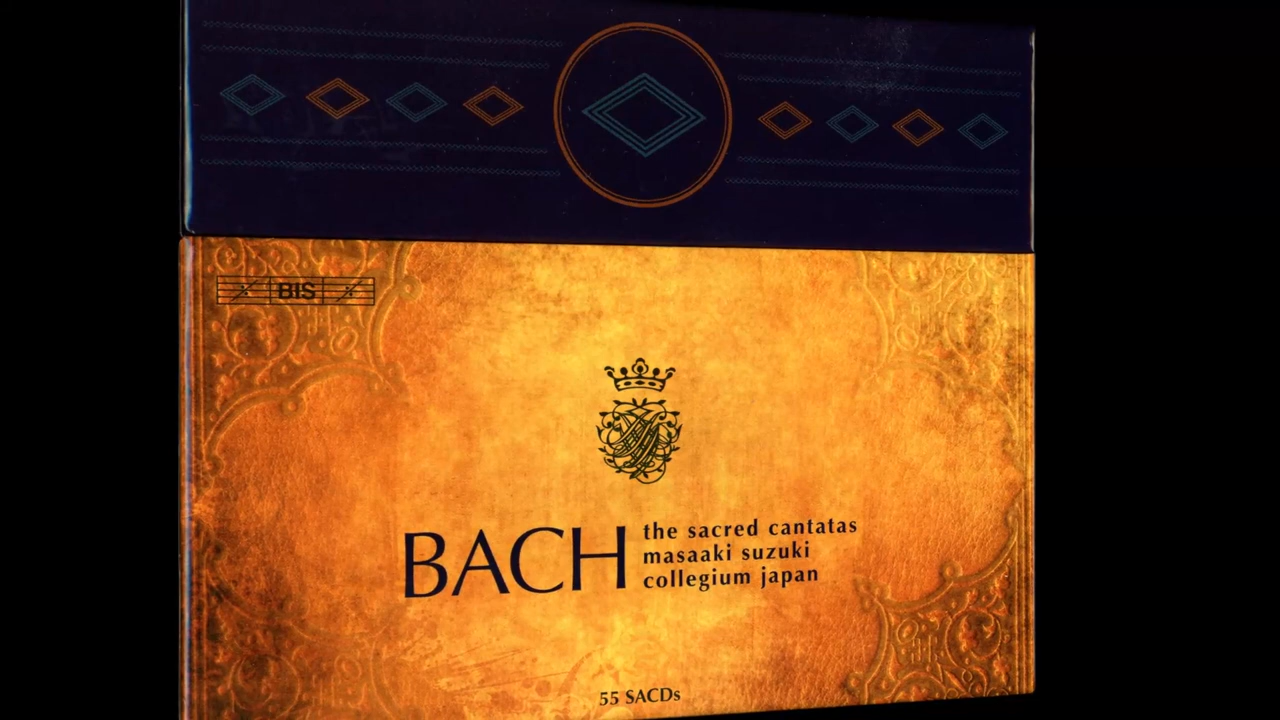 BIS
BACH
the sacred cantatas
masaaki suzuki
collegium japan
55 SACDs